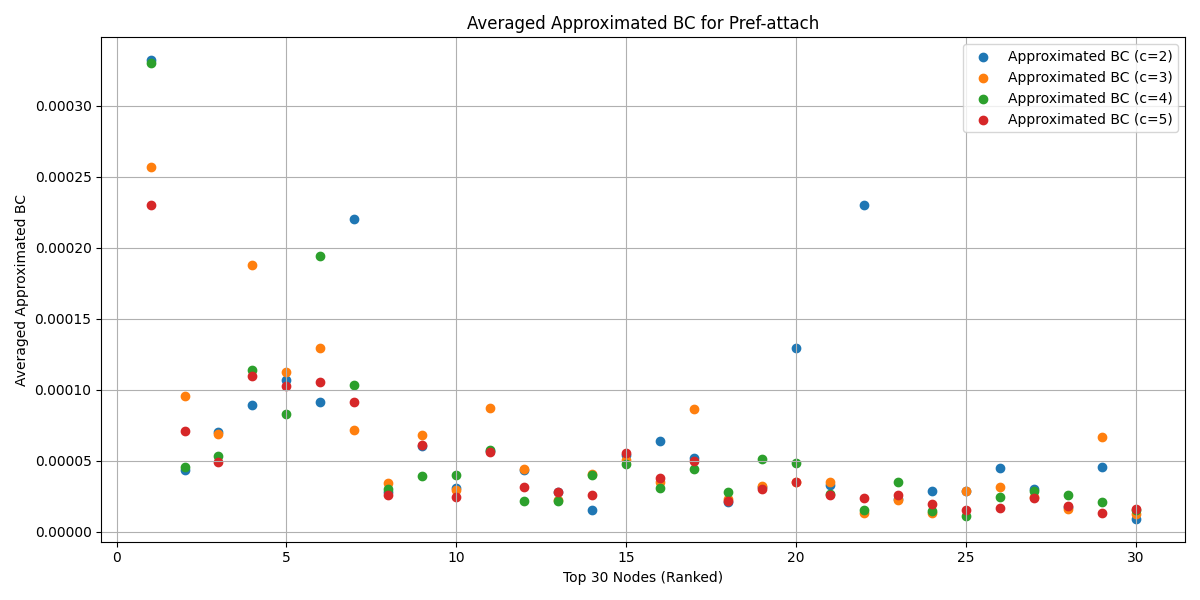 Averaged Approximated BC for Pref-attach
Approximated BC (c=2)
Approximated BC (c=3)
Approximated BC (c=4)
Approximated BC (c=5)
Averaged Approximated BC
0.00030
0.00025
0.00020
0.00015
0.00010
0.00005
0.00000
0 5 10 15 20 25 30
Top 30 Nodes (Ranked)